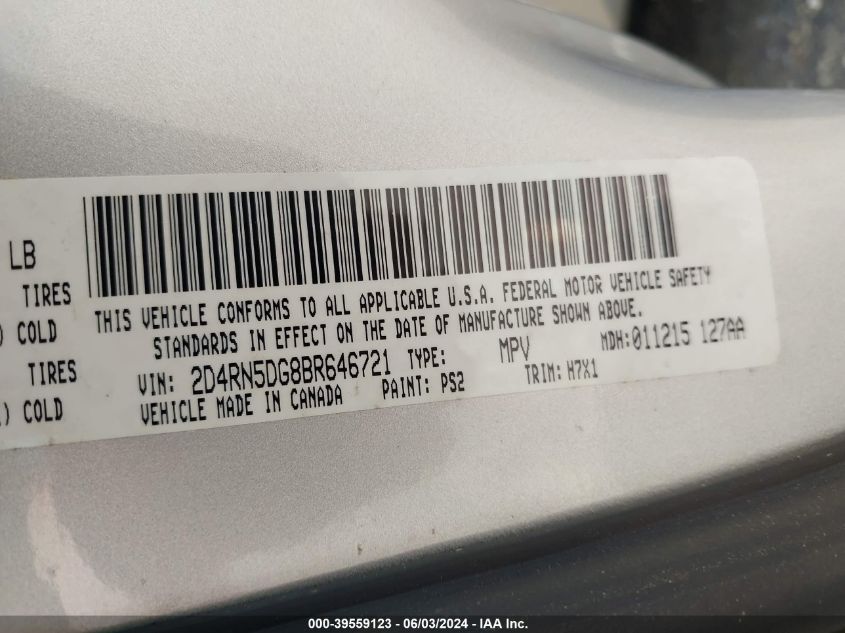 LB
TIRES
) COLD
TIRES
) COLD
THIS VEHICLE CONFORMS TO ALL APPLICABLE U.S.A. FEDERAL MOTOR VEHICLE SAFETY
STANDARDS IN EFFECT ON THE DATE OF MANUFACTURE SHOWN ABOVE.
VIN: 2D4RN5DG8BR646721 TYPE: MPV MDH:011215 127AA
VEHICLE MADE IN CANADA PAINT: PS2 TRIM: H7X1
000-39559123 - 06/03/2024 - IAA Inc.